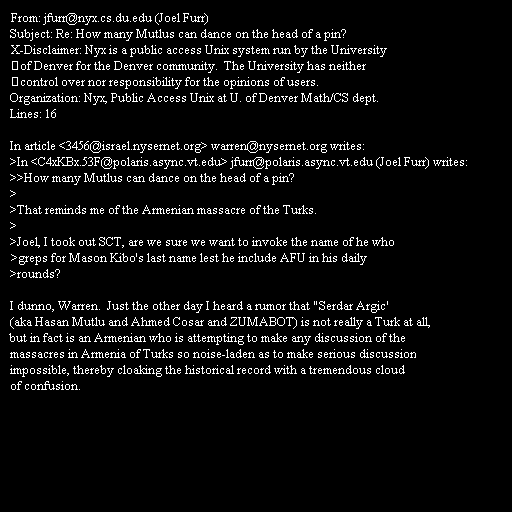 From: jfurr@nyx.cs.du.edu (Joel Furr)
Subject: Re: How many Mutlus can dance on the head of a pin?
X-Disclaimer: Nyx is a public access Unix system run by the University
of Denver for the Denver community. The University has neither
control over nor responsibility for the opinions of users.
Organization: Nyx, Public Access Unix at U. of Denver Math/CS dept.
Lines: 16

In article <3456@israel.nysernet.org> warren@nysernet.org writes:
>In <C4xKBx.53F@polaris.async.vt.edu> jfurr@polaris.async.vt.edu (Joel Furr) writes:
>>How many Mutlus can dance on the head of a pin?
>
>That reminds me of the Armenian massacre of the Turks.
>
>Joel, I took out SCT, are we sure we want to invoke the name of he who
>greps for Mason Kibo's last name lest he include AFU in his daily
>rounds?

I dunno, Warren. Just the other day I heard a rumor that "Serdar Argic'
(aka Hasan Mutlu and Ahmed Cosar and ZUMABOT) is not really a Turk at all,
but in fact is an Armenian who is attempting to make any discussion of the
massacres in Armenia of Turks so noise-laden as to make serious discussion
impossible, thereby cloaking the historical record with a tremendous cloud
of confusion.